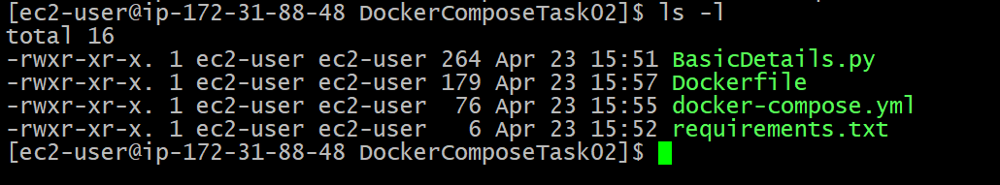 [ec2-user@ip-172-31-88-48 DockerComposeTask02]$ ls -l
total 16
-rwxr-xr-x. 1 ec2-user ec2-user 264 Apr 23 15:51 BasicDetails.py
-rwxr-xr-x. 1 ec2-user ec2-user 179 Apr 23 15:57 Dockerfile
-rwxr-xr-x. 1 ec2-user ec2-user  76 Apr 23 15:55 docker-compose.yml
-rwxr-xr-x. 1 ec2-user ec2-user   6 Apr 23 15:52 requirements.txt
[ec2-user@ip-172-31-88-48 DockerComposeTask02]$